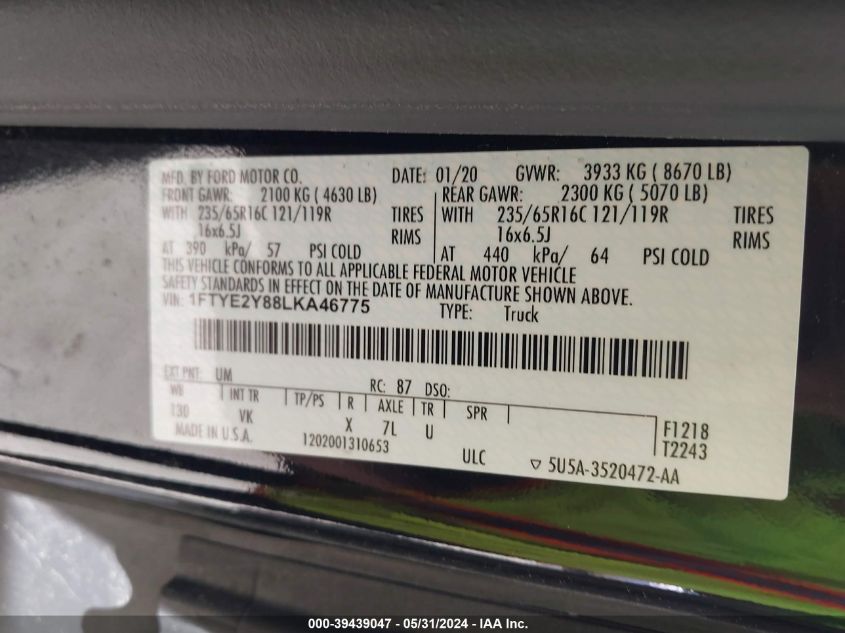 MFD. BY FORD MOTOR CO. DATE: 01/20 GVWR: 3933 KG ( 8670 LB)
FRONT GAWR: 2100 KG ( 4630 LB) REAR GAWR: 2300 KG ( 5070 LB)
WITH 235/65R16C 121/119R TIRES WITH 235/65R16C 121/119R TIRES
16x6.5J RIMS 16x6.5J RIMS
AT 390 kPa/ 57 PSI COLD AT 440 kPa/ 64 PSI COLD
THIS VEHICLE CONFORMS TO ALL APPLICABLE FEDERAL MOTOR VEHICLE
SAFETY STANDARDS IN EFFECT ON THE DATE OF MANUFACTURE SHOWN ABOVE.
VIN: 1FTYE2Y88LKA46775 TYPE: Truck
EXT PNT: UM RC: 87 DSO:
WB INT TR TP/PS R AXLE TR SPR
130 VK X 7L U F1218
MADE IN U.S.A. 1202001310653 T2243
ULC ▽ 5U5A-3520472-AA
000-39439047 - 05/31/2024 - IAA Inc.